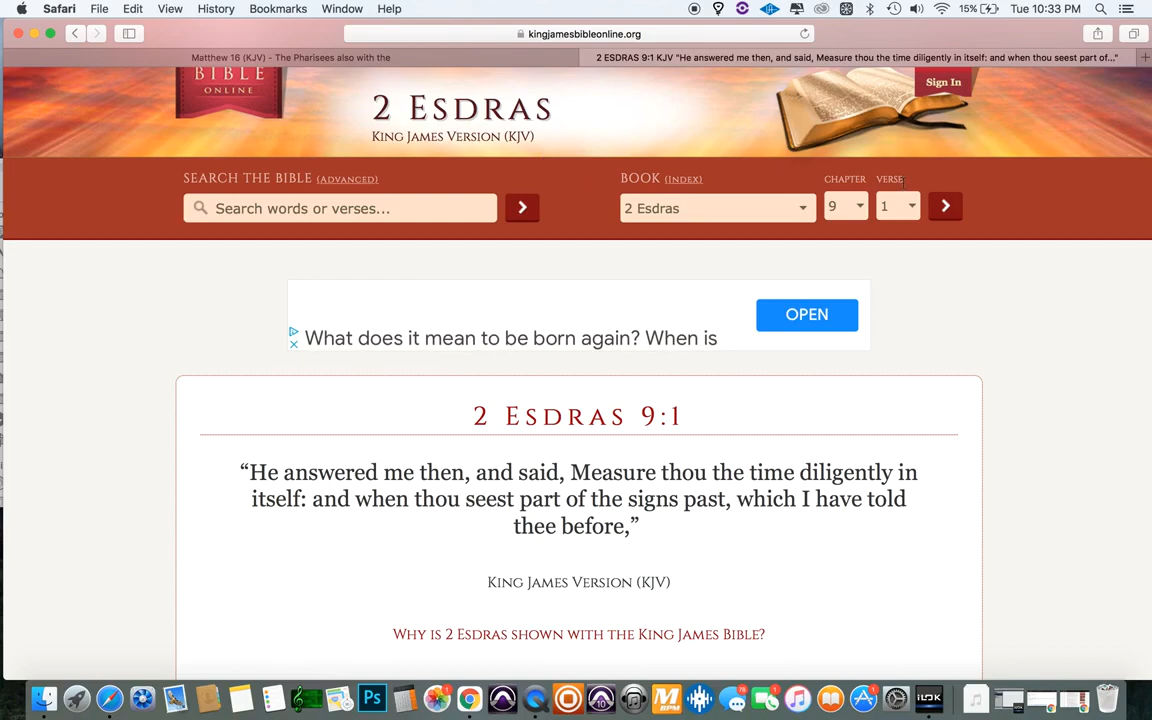 Safari File Edit View History Bookmarks Window Help 15% Tue 10:33 PM
kingjamesbibleonline.org
Matthew 16 (KJV) - The Pharisees also with the
2 ESDRAS 9:1 KJV "He answered me then, and said, Measure thou the time diligently in itself: and when thou seest part of..."
BIBLE
ONLINE
2 Esdras
King James Version (KJV)
Sign In
SEARCH THE BIBLE (ADVANCED)
BOOK (INDEX)
CHAPTER VERSE
Search words or verses...
2 Esdras
9
1
What does it mean to be born again? When is
OPEN
2 Esdras 9:1
“He answered me then, and said, Measure thou the time diligently in
itself: and when thou seest part of the signs past, which I have told
thee before,”
King James Version (KJV)
Why is 2 Esdras shown with the King James Bible?
Ps
10
M
BPM
iLOK